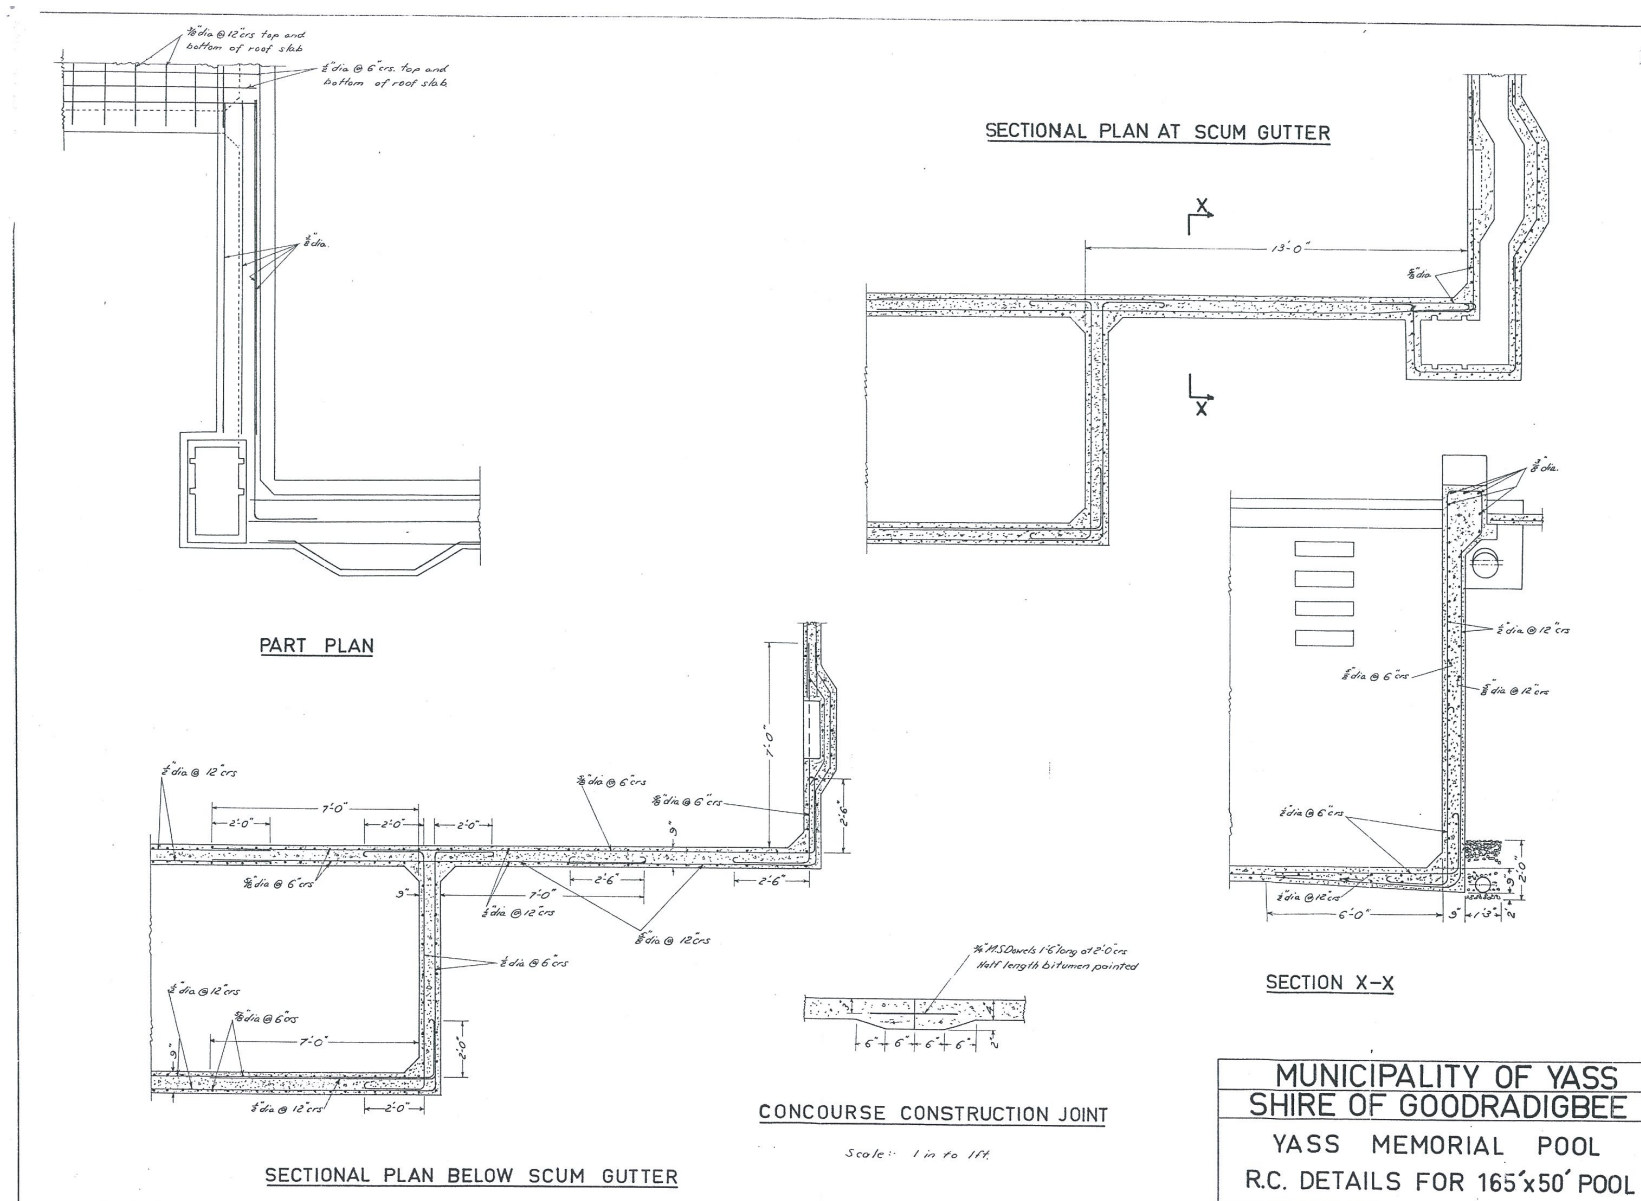 3/8" dia @ 12" crs top and
bottom of roof slab
1/2" dia @ 6" crs. top and
bottom of roof slab
dia.
PART PLAN
SECTIONAL PLAN AT SCUM GUTTER
X
13'-0"
5/8" dia
X
3/8" dia.
1/2" dia @ 12" crs
5/8" dia @ 6" crs
5/8" dia @ 12" crs
1/2" dia @ 6" crs
1/2" dia @ 12" crs
6'-0"
9"
1'-3"
2"
9"
2'-0"
SECTION X-X
7'-0"
1/2" dia @ 12" crs
7'-0"
2'-0"
2'-0"
2'-0"
5/8" dia @ 6" crs
5/8" dia @ 6" crs
9"
2'-6"
5/8" dia @ 6" crs
9"
7'-0"
2'-6"
2'-6"
1/2" dia @ 12" crs
5/8" dia @ 12" crs
1/2" dia @ 6" crs
1/2" dia @ 12" crs
5/8" dia @ 6" crs
7'-0"
9"
2'-0"
1/2" dia @ 12" crs
2'-0"
SECTIONAL PLAN BELOW SCUM GUTTER
M.S. Dowels 1'-6" long at 2'-0" crs
Half length bitumen painted
6" 6" 6" 6" 2"
CONCOURSE CONSTRUCTION JOINT
Scale:- 1 in to 1ft.
MUNICIPALITY OF YASS
SHIRE OF GOODRADIGBEE
YASS MEMORIAL POOL
R.C. DETAILS FOR 165'x50' POOL